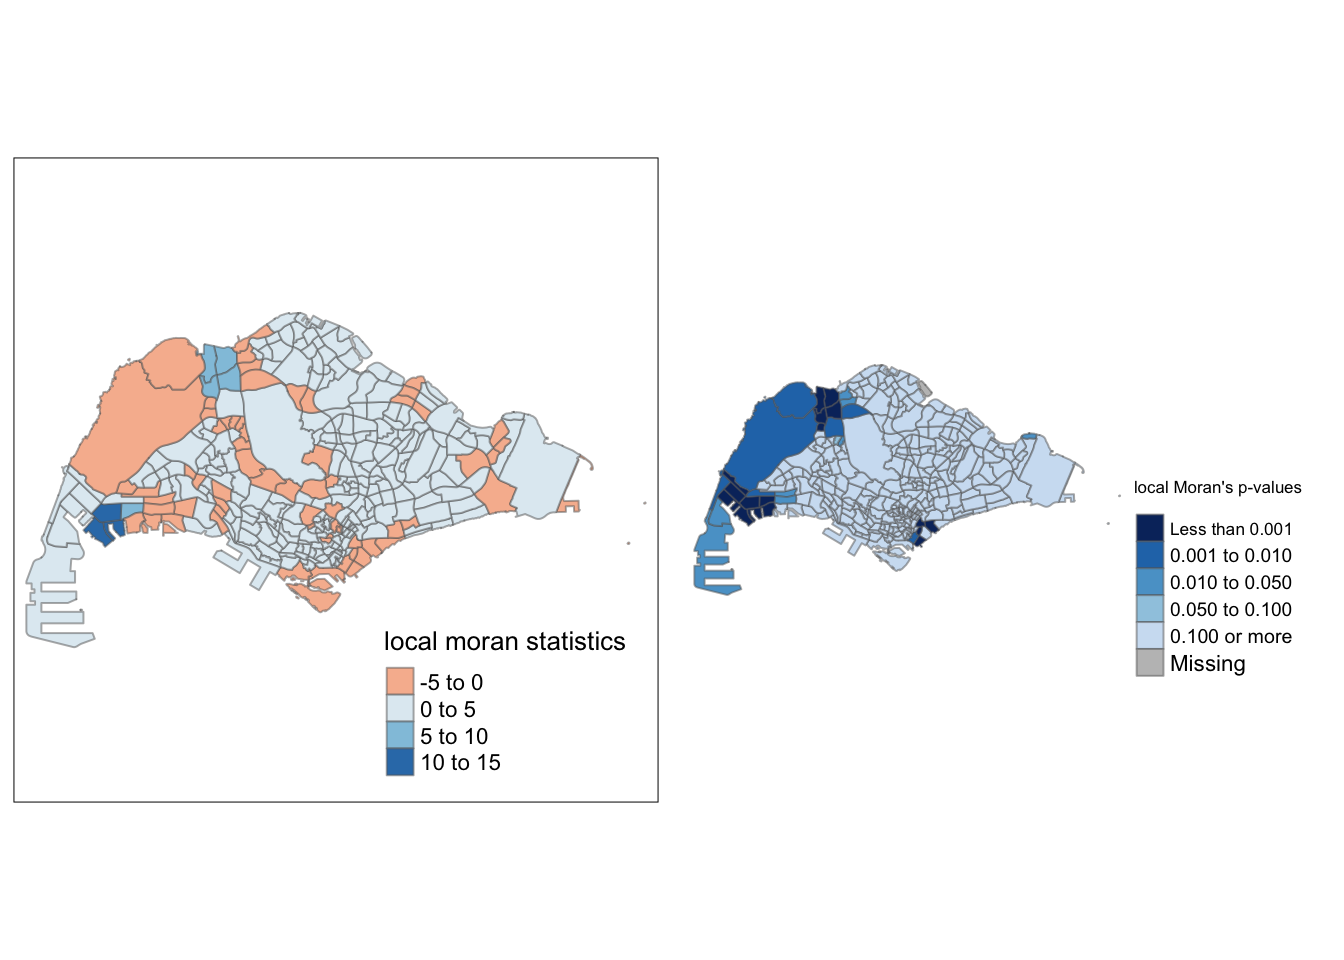 local moran statistics
-5 to 0
0 to 5
5 to 10
10 to 15
local Moran's p-values
Less than 0.001
0.001 to 0.010
0.010 to 0.050
0.050 to 0.100
0.100 or more
Missing